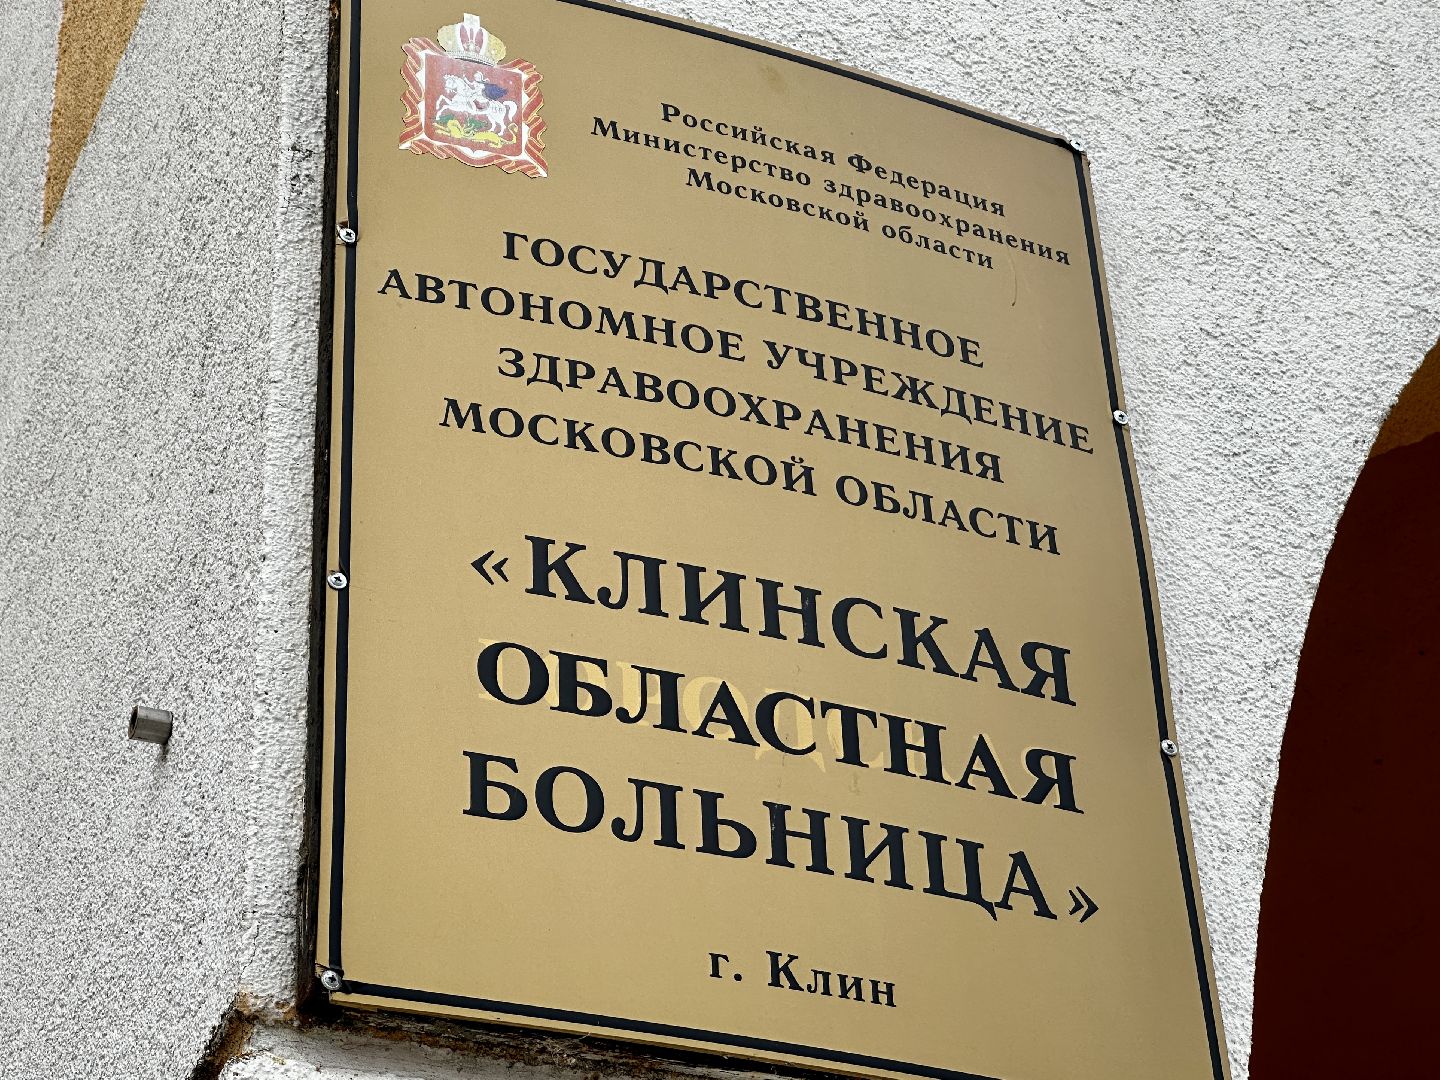 Российская Федерация
Министерство здравоохранения
Московской области
ГОСУДАРСТВЕННОЕ
АВТОНОМНОЕ УЧРЕЖДЕНИЕ
ЗДРАВООХРАНЕНИЯ
МОСКОВСКОЙ ОБЛАСТИ
«КЛИНСКАЯ
ОБЛАСТНАЯ
БОЛЬНИЦА»
г. Клин